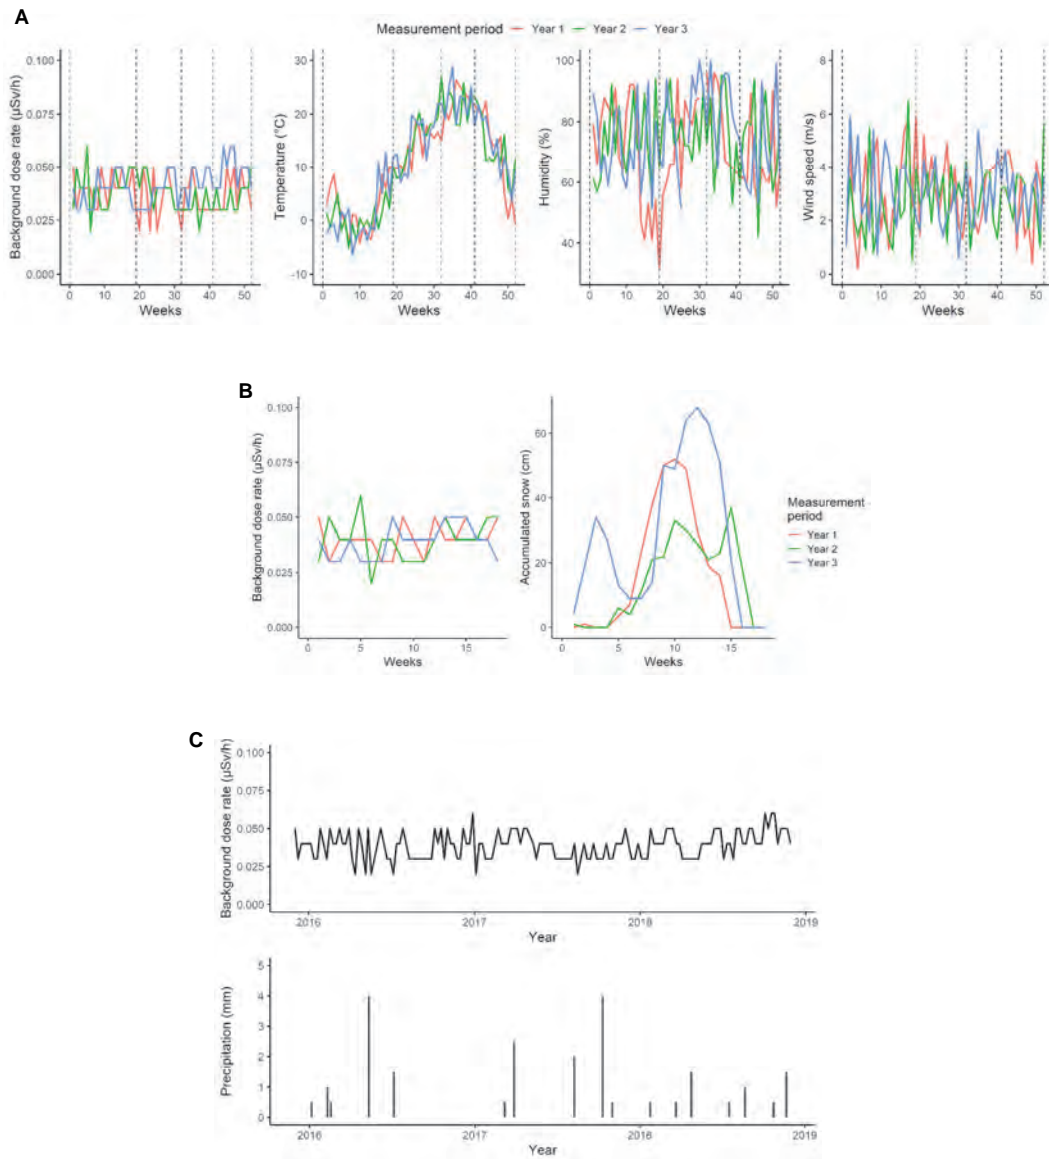 A
Measurement period Year 1 Year 2 Year 3
Background dose rate (µSv/h)
0.100
0.075
0.050
0.025
0.000
0 10 20 30 40 50
Weeks
Temperature (°C)
30
20
10
0
-10
0 10 20 30 40 50
Weeks
Humidity (%)
100
80
60
40
0 10 20 30 40 50
Weeks
Wind speed (m/s)
8
6
4
2
0
0 10 20 30 40 50
Weeks
B
Background dose rate (µSv/h)
0.100
0.075
0.050
0.025
0.000
0 5 10 15
Weeks
Accumulated snow (cm)
60
40
20
0
0 5 10 15
Weeks
Measurement
period
Year 1
Year 2
Year 3
C
Background dose rate (µSv/h)
0.100
0.075
0.050
0.025
0.000
2016 2017 2018 2019
Year
Precipitation (mm)
5
4
3
2
1
0
2016 2017 2018 2019
Year